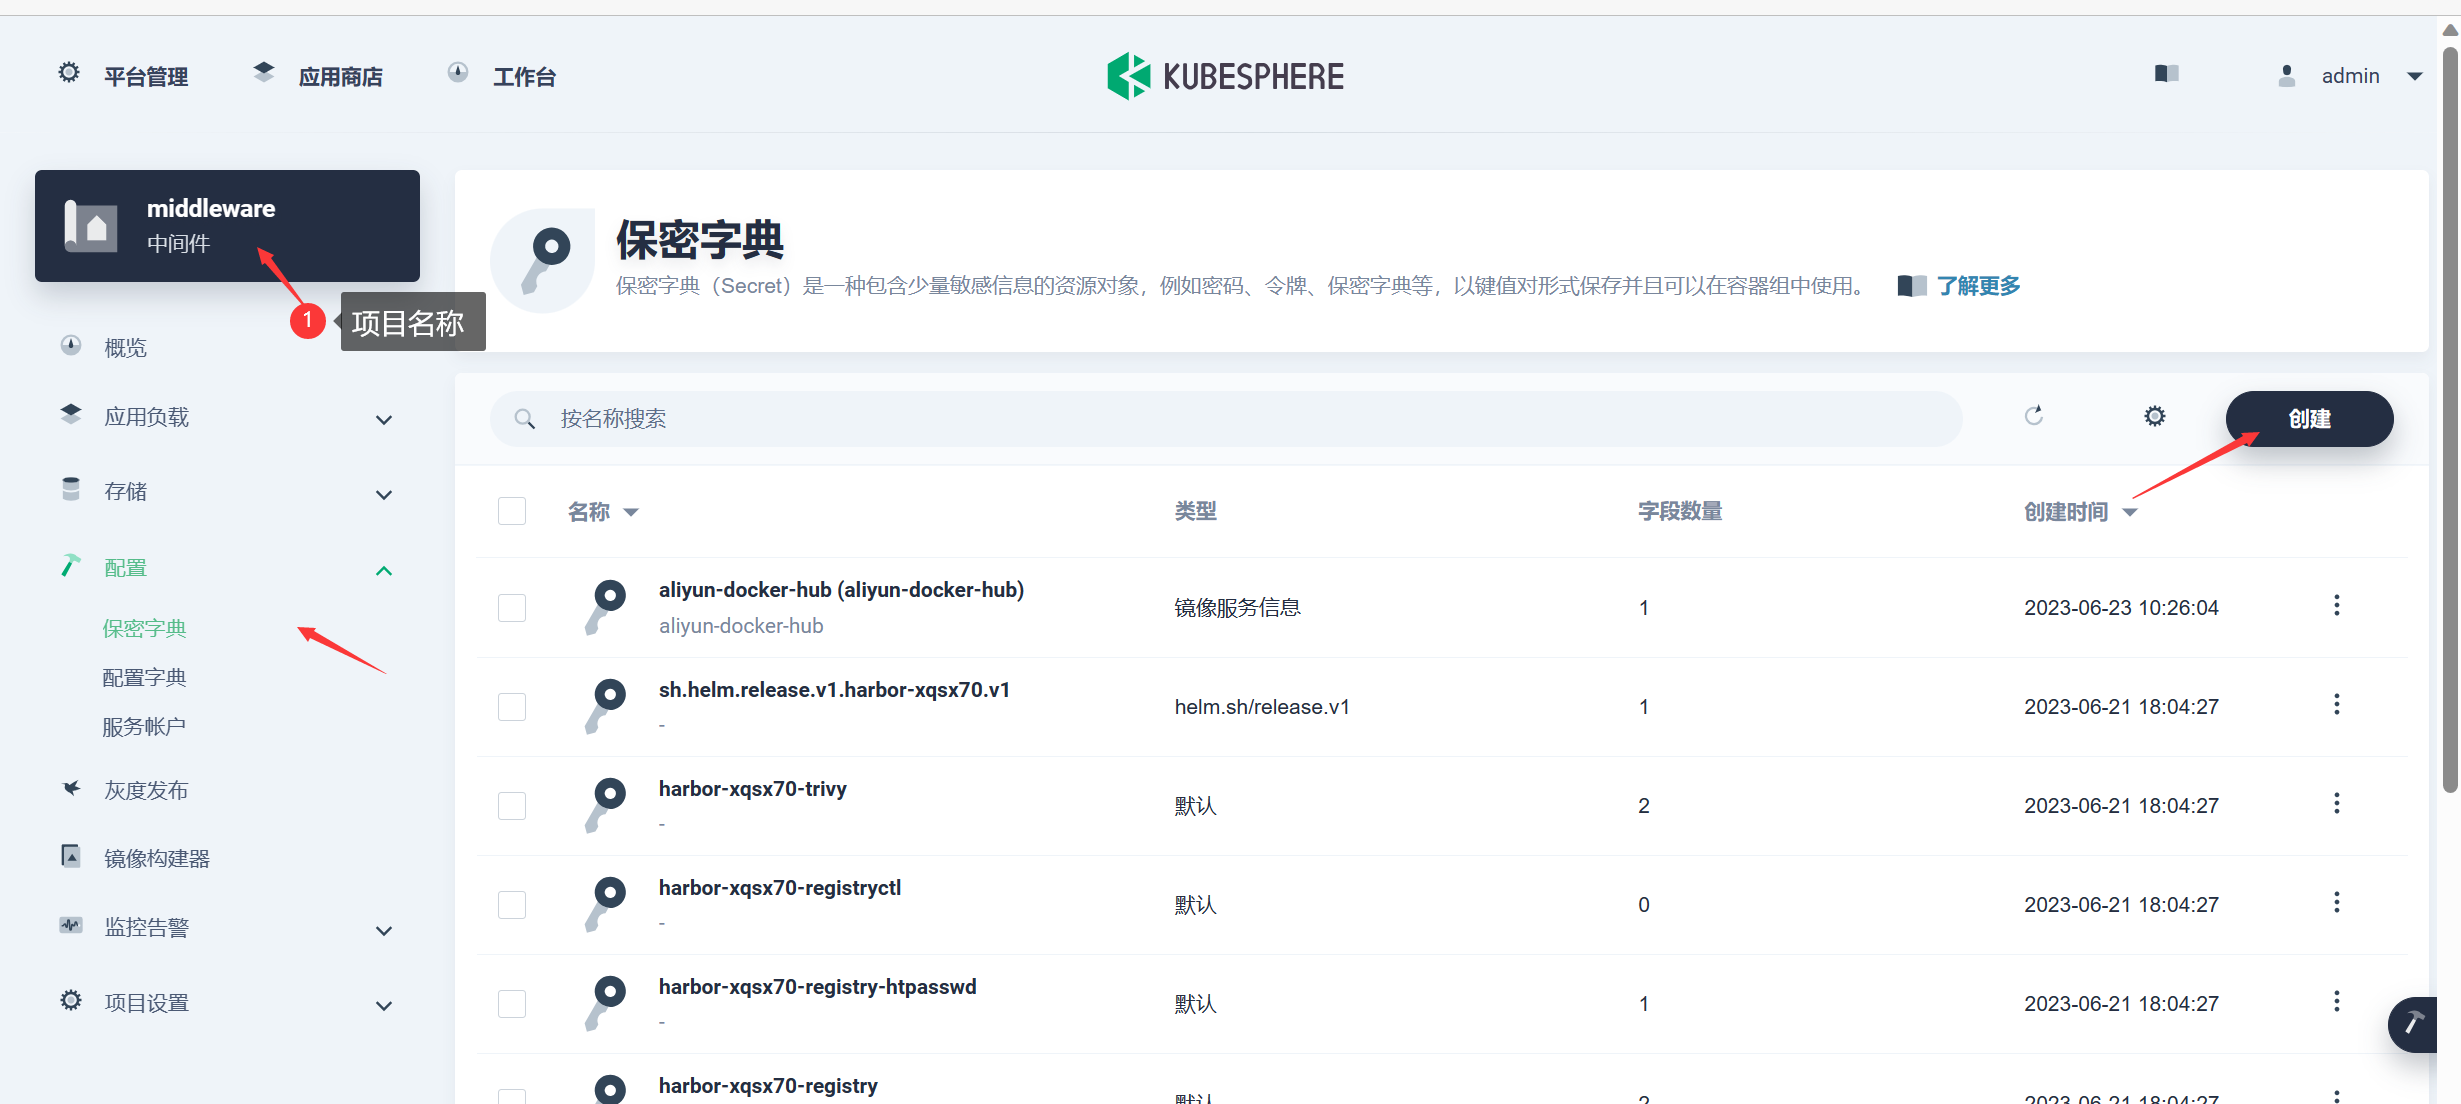 平台管理
应用商店
工作台
KUBESPHERE
admin
middleware
中间件
1
项目名称
概览
应用负载
存储
配置
保密字典
配置字典
服务帐户
灰度发布
镜像构建器
监控告警
项目设置
保密字典
保密字典（Secret）是一种包含少量敏感信息的资源对象，例如密码、令牌、保密字典等，以键值对形式保存并且可以在容器组中使用。 了解更多
按名称搜索
创建
名称 类型 字段数量 创建时间
aliyun-docker-hub (aliyun-docker-hub)
aliyun-docker-hub
镜像服务信息 1 2023-06-23 10:26:04
sh.helm.release.v1.harbor-xqsx70.v1
-
helm.sh/release.v1 1 2023-06-21 18:04:27
harbor-xqsx70-trivy
-
默认 2 2023-06-21 18:04:27
harbor-xqsx70-registryctl
-
默认 0 2023-06-21 18:04:27
harbor-xqsx70-registry-htpasswd
-
默认 1 2023-06-21 18:04:27
harbor-xqsx70-registry
默认 2 2023-06-21 18:04:27